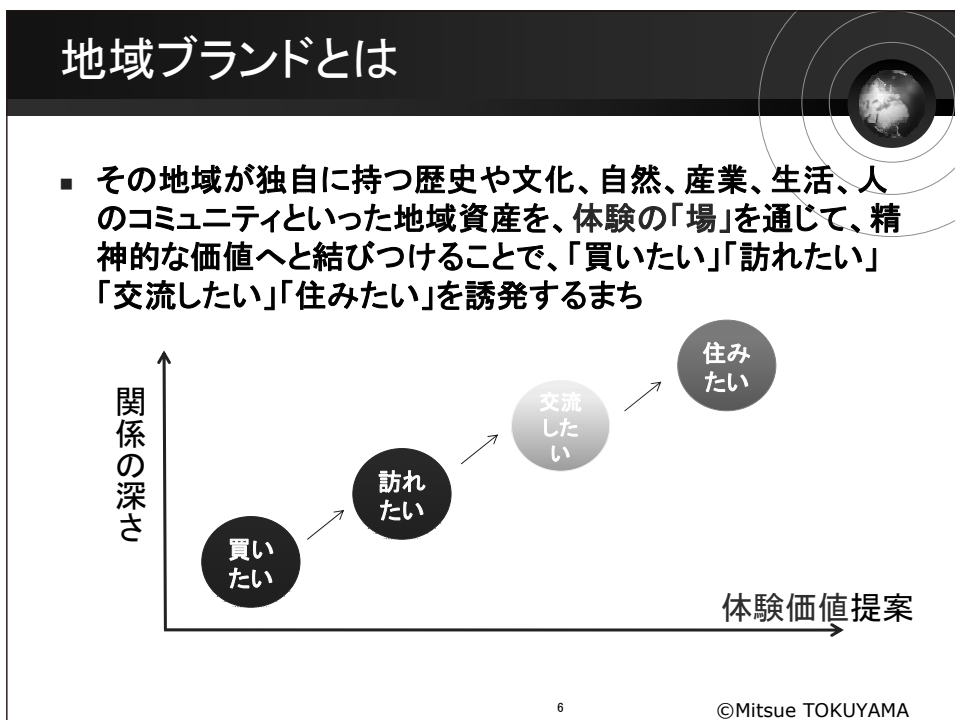 地域ブランドとは
■ その地域が独自に持つ歴史や文化、自然、産業、生活、人
のコミュニティといった地域資産を、体験の「場」を通じて、精
神的な価値へと結びつけることで、「買いたい」「訪れたい」
「交流したい」「住みたい」を誘発するまち
関係の深さ
住み
たい
交流
した
い
訪れ
たい
買い
たい
体験価値提案
6
©Mitsue TOKUYAMA